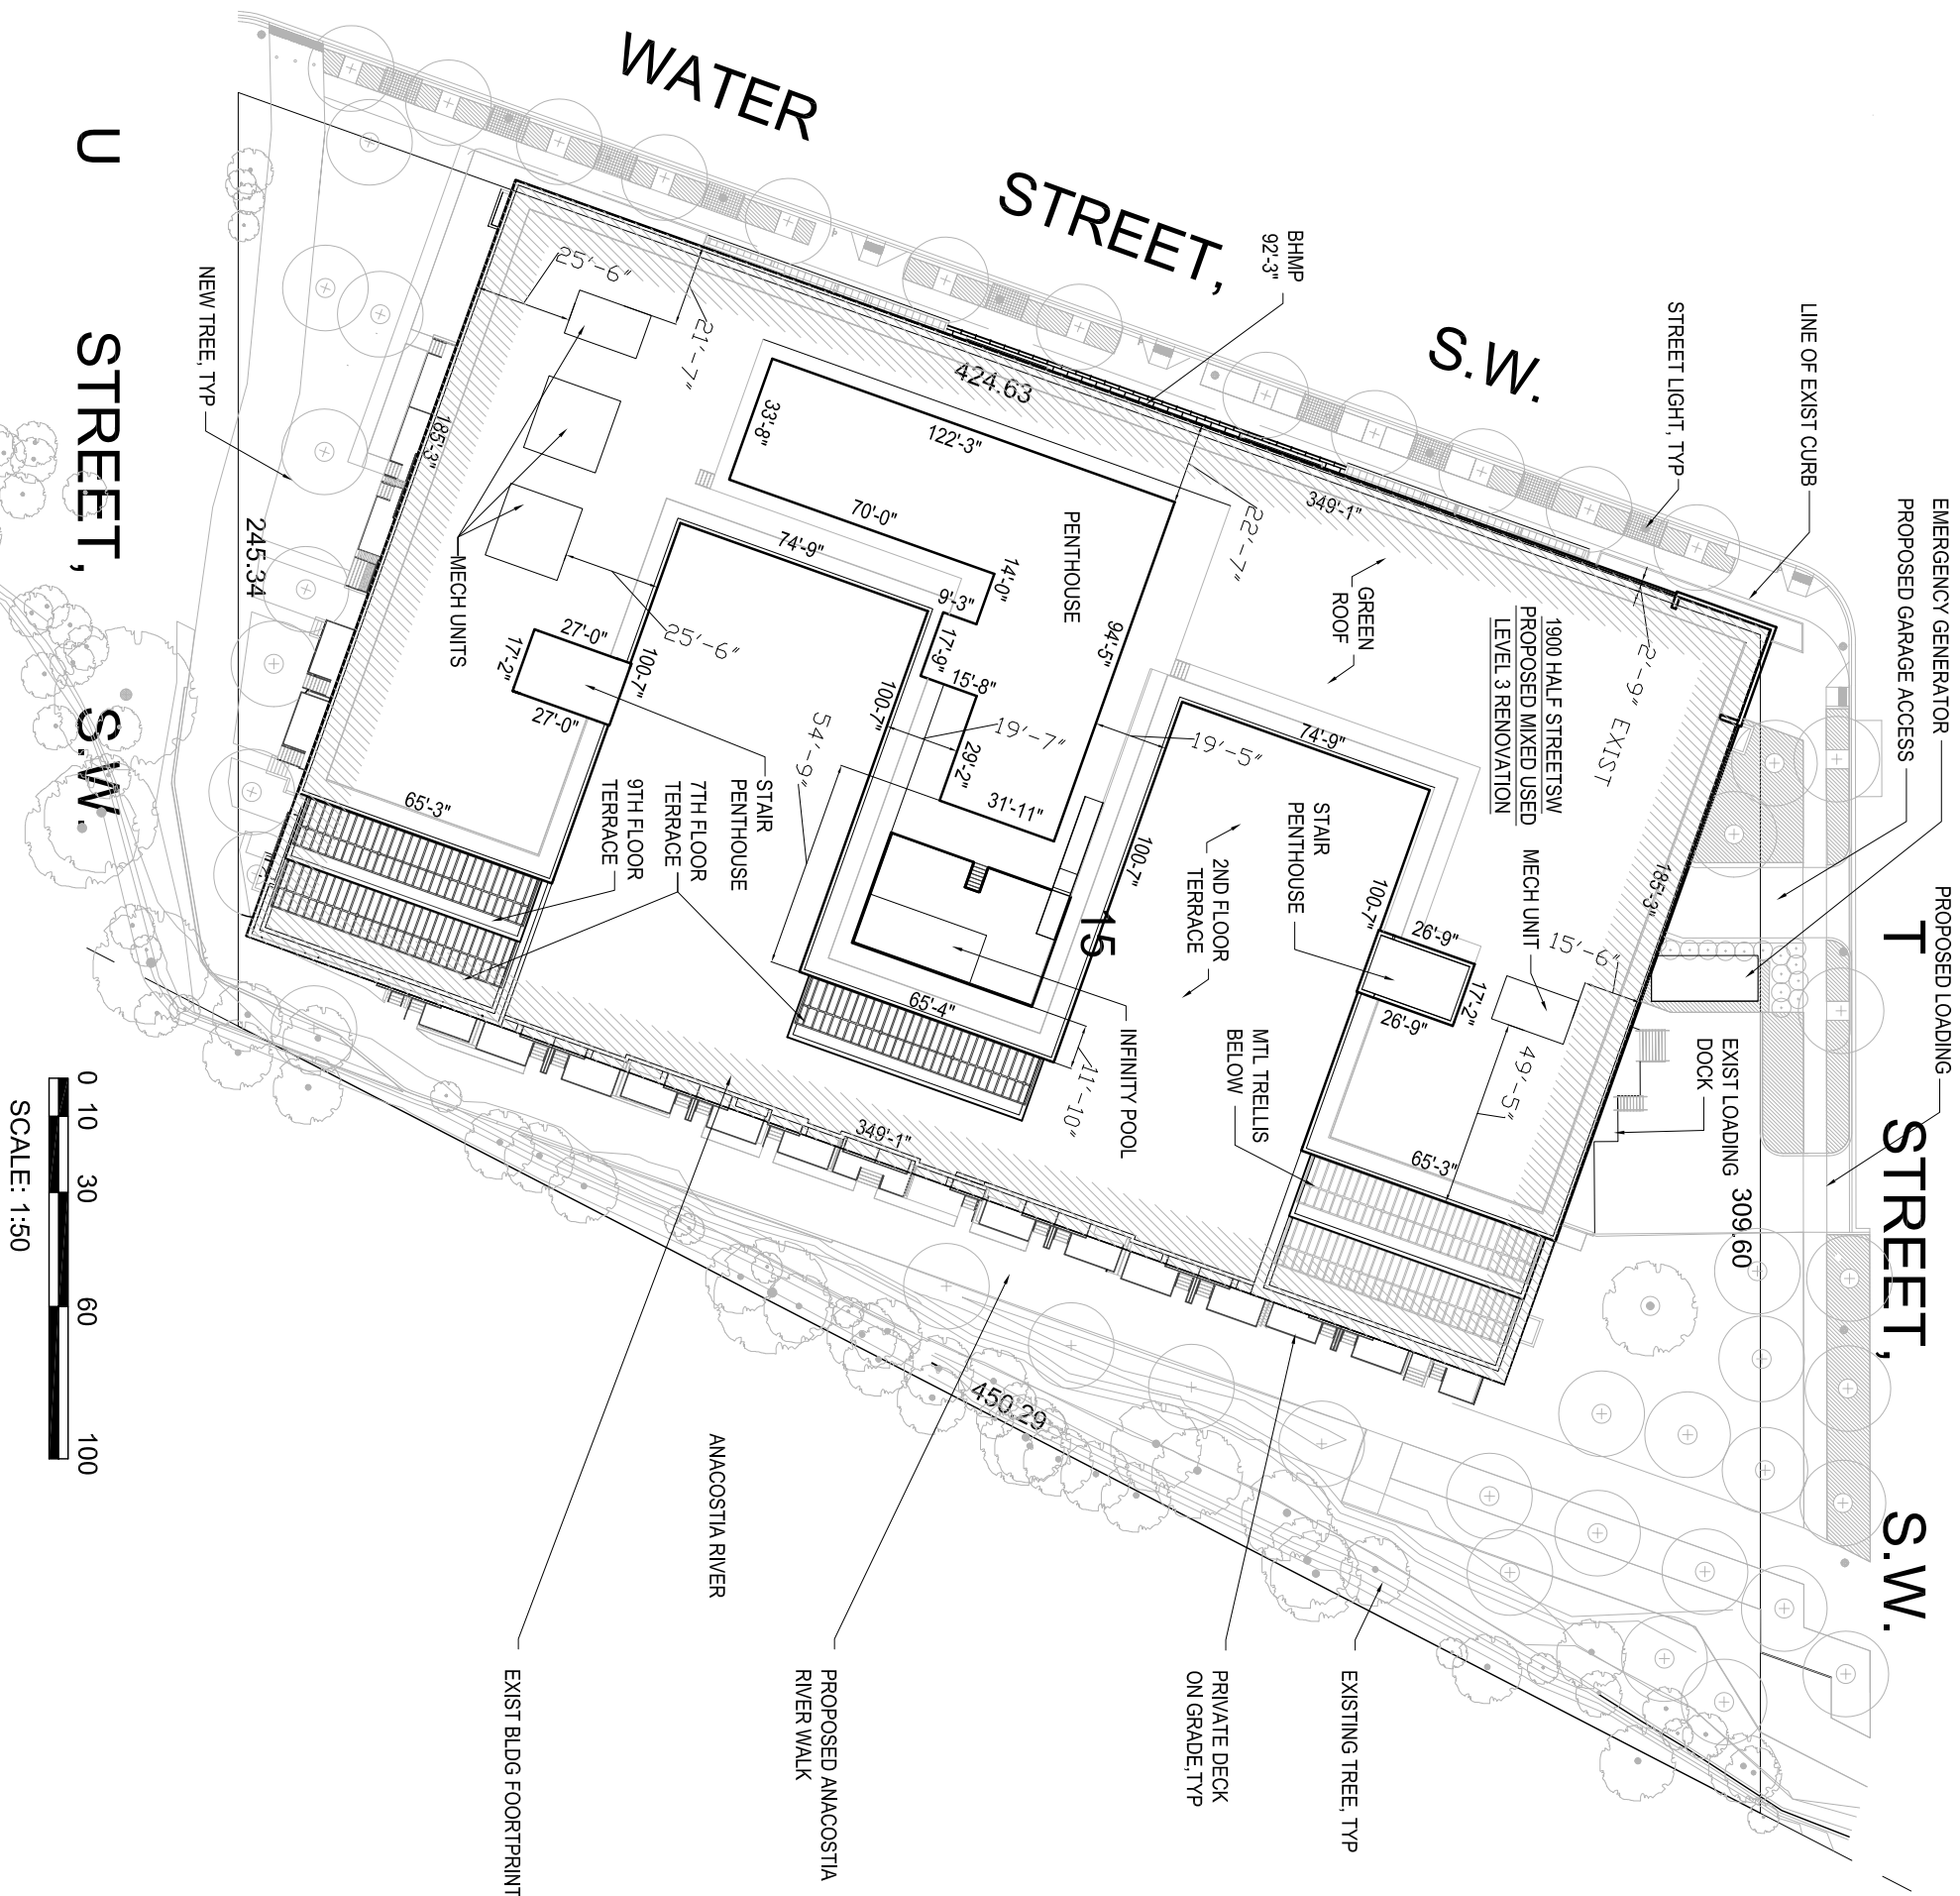 WATER
STREET,
S.W.
U
STREET,
S.W.
T
STREET,
S.W.
BHMP
92'-3"
STREET LIGHT, TYP
LINE OF EXIST CURB
PROPOSED GARAGE ACCESS
EMERGENCY GENERATOR
PROPOSED LOADING
NEW TREE, TYP
245.34
424.63
349'-1"
185'-3"
25'-6"
21'-7"
33'-8"
122'-3"
70'-0"
14'-0"
9'-3"
17'-9"
15'-8"
29'-2"
31'-11"
94'-5"
PENTHOUSE
22'-7"
GREEN
ROOF
1900 HALF STREETSW
PROPOSED MIXED USED
LEVEL 3 RENOVATION
2'-9" EXIST
MECH UNITS
74'-9"
100'-7"
25'-6"
27'-0"
17'-2"
27'-0"
100'-7"
19'-7"
54'-9"
19'-5"
74'-9"
100'-7"
STAIR
PENTHOUSE
7TH FLOOR
TERRACE
9TH FLOOR
TERRACE
65'-3"
15
2ND FLOOR
TERRACE
STAIR
PENTHOUSE
100'-7"
26'-9"
17'-2"
26'-9"
MECH UNIT
15'-6"
185'-3"
49'-5"
65'-3"
65'-4"
11'-10"
INFINITY POOL
MTL TRELLIS
BELOW
EXIST LOADING
DOCK
309.60
349'-1"
450.29
ANACOSTIA RIVER
EXIST BLDG FOORTPRINT
PROPOSED ANACOSTIA
RIVER WALK
PRIVATE DECK
ON GRADE,TYP
EXISTING TREE, TYP
0 10 30 60 100
SCALE: 1:50